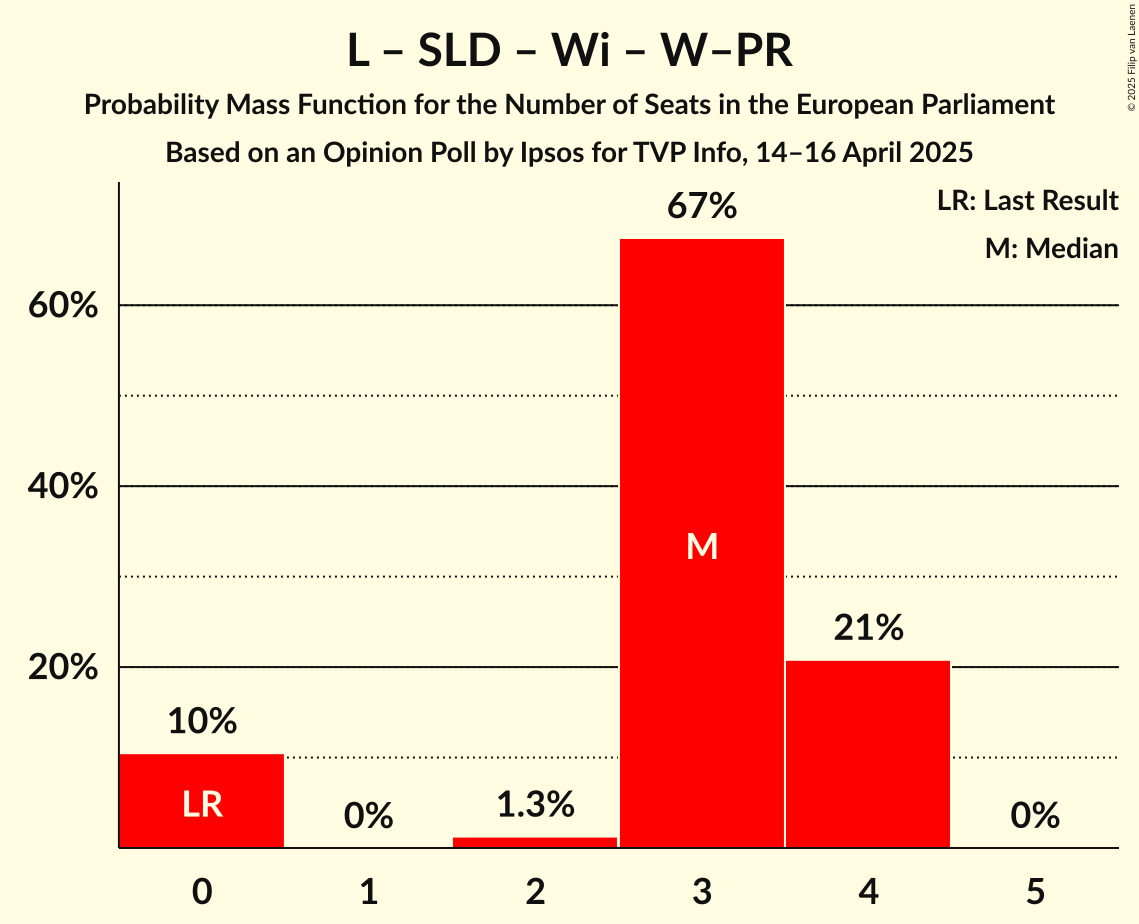 L – SLD – Wi – W–PR
Probability Mass Function for the Number of Seats in the European Parliament
Based on an Opinion Poll by Ipsos for TVP Info, 14–16 April 2025
© 2025 Filip van Laenen
LR: Last Result
M: Median
67%
60%
40%
M
21%
20%
10%
LR
0%
1.3%
0%
0 1 2 3 4 5